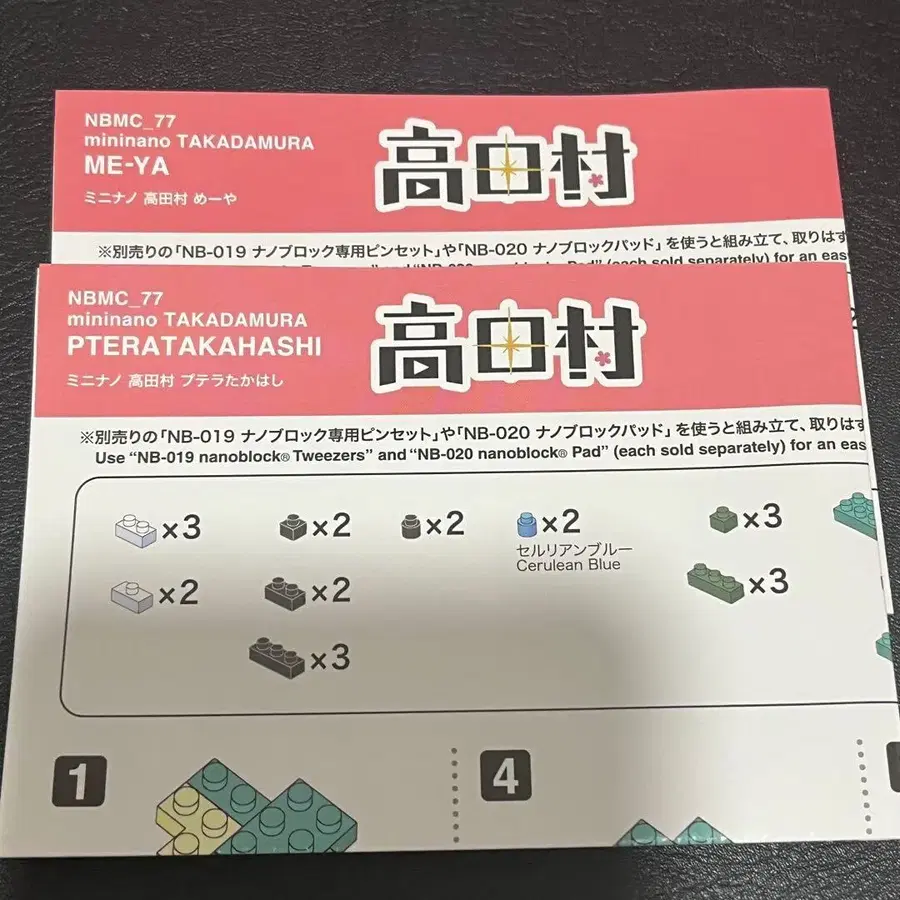 NBMC_77
mininano TAKADAMURA
ME-YA
ミニナノ 高田村 めーや
高田村
※別売りの「NB-019 ナノブロック専用ピンセット」や「NB-020 ナノブロックパッド」を使うと組み立て、取りはず
(each sold separately) for an eas
NBMC_77
mininano TAKADAMURA
PTERATAKAHASHI
ミニナノ 高田村 プテラたかはし
高田村
※別売りの「NB-019 ナノブロック専用ピンセット」や「NB-020 ナノブロックパッド」を使うと組み立て、取りはず
Use “NB-019 nanoblock® Tweezers” and “NB-020 nanoblock® Pad” (each sold separately) for an eas
×3 ×2 ×2 ×2 ×3
セルリアンブルー
Cerulean Blue
×2 ×2 ×3
×3
1 4